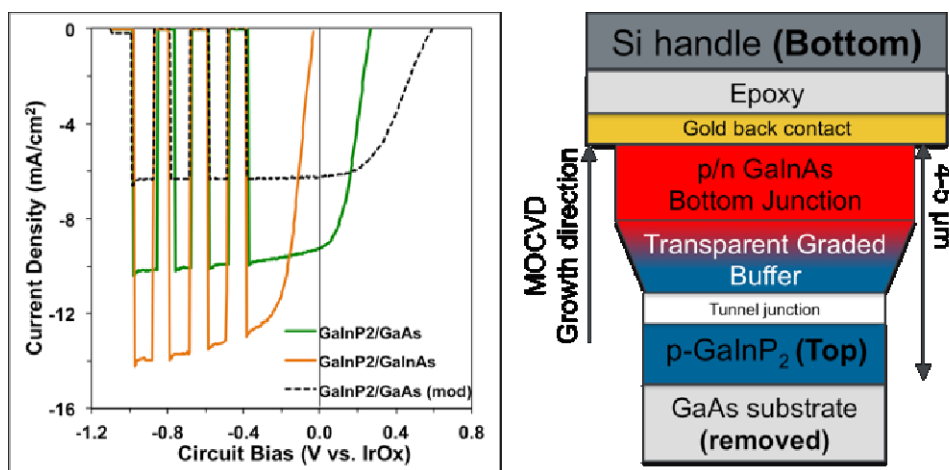 0
-4
-8
-12
-16
Current Density (mA/cm²)
GaInP2/GaAs
GaInP2/GaInAs
GaInP2/GaAs (mod)
-1.2
-0.8
-0.4
0.0
0.4
0.8
Circuit Bias (V vs. IrOx)
Si handle (Bottom)
Epoxy
Gold back contact
p/n GaInAs
Bottom Junction
Transparent Graded
Buffer
Tunnel junction
p-GaInP₂ (Top)
GaAs substrate
(removed)
MOCVD
Growth direction
4-5 µm